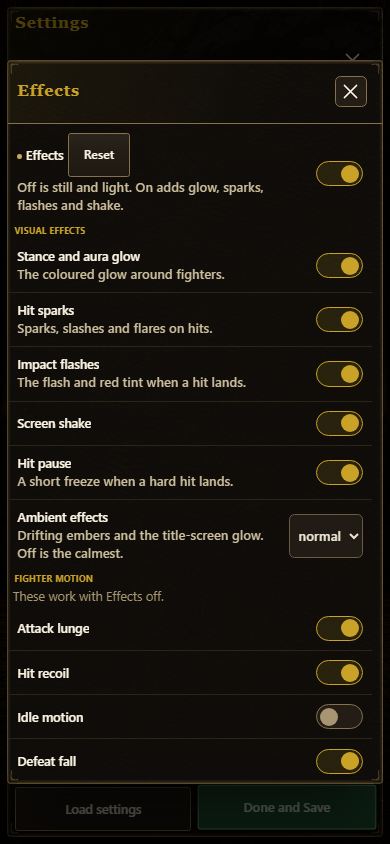 Settings
Effects
• Effects Reset
Off is still and light. On adds glow, sparks,
flashes and shake.
VISUAL EFFECTS
Stance and aura glow
The coloured glow around fighters.
Hit sparks
Sparks, slashes and flares on hits.
Impact flashes
The flash and red tint when a hit lands.
Screen shake
Hit pause
A short freeze when a hard hit lands.
Ambient effects
Drifting embers and the title-screen glow.
Off is the calmest.
normal
FIGHTER MOTION
These work with Effects off.
Attack lunge
Hit recoil
Idle motion
Defeat fall
Load settings Done and Save